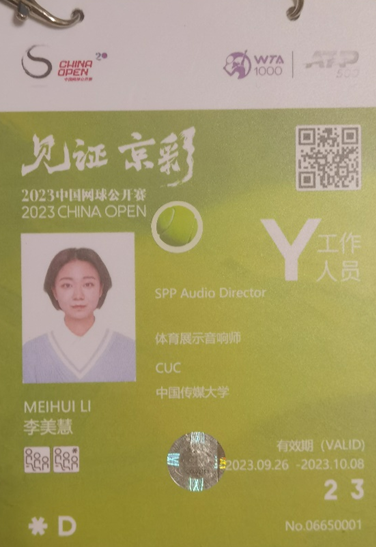 CHINA
OPEN
中国网球公开赛
WTA
1000
ATP
500
见证 京彩
2023中国网球公开赛
2023 CHINA OPEN
Y
工作
人员
SPP Audio Director
体育展示音响师
CUC
中国传媒大学
MEIHUI LI
李美慧
有效期（VALID)
2023.09.26 -2023.10.08
2 3
* D
No.06650001